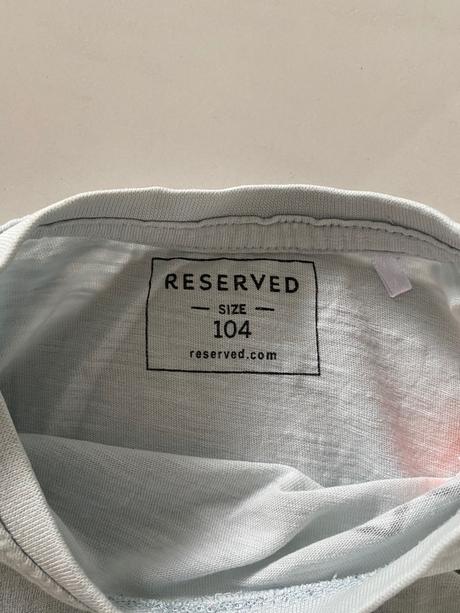 RESERVED
— SIZE —
104
reserved.com